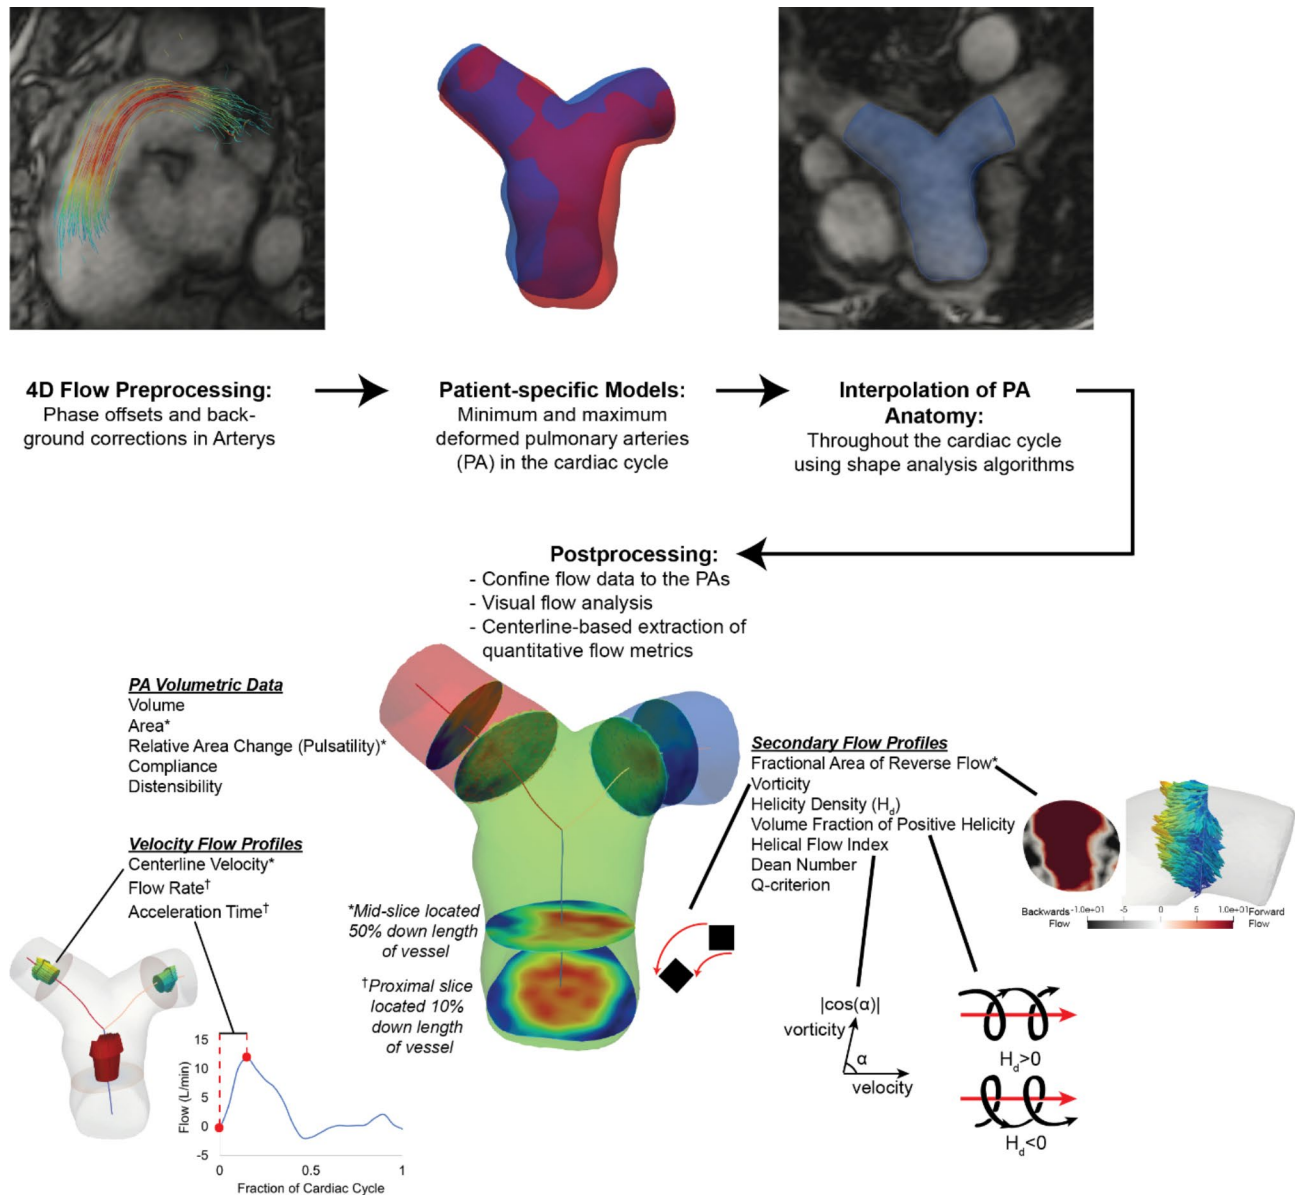 4D Flow Preprocessing:
Phase offsets and back-
ground corrections in Arterys
Patient-specific Models:
Minimum and maximum
deformed pulmonary arteries
(PA) in the cardiac cycle
Interpolation of PA
Anatomy:
Throughout the cardiac cycle
using shape analysis algorithms
Postprocessing:
- Confine flow data to the PAs
- Visual flow analysis
- Centerline-based extraction of
quantitative flow metrics
PA Volumetric Data
Volume
Area*
Relative Area Change (Pulsatility)*
Compliance
Distensibility
Velocity Flow Profiles
Centerline Velocity*
Flow Rate†
Acceleration Time†
15
10
5
0
-5
Flow (L/min)
0 0.5 1
Fraction of Cardiac Cycle
*Mid-slice located
50% down length
of vessel
†Proximal slice
located 10%
down length
of vessel
Secondary Flow Profiles
Fractional Area of Reverse Flow*
Vorticity
Helicity Density (Hd)
Volume Fraction of Positive Helicity
Helical Flow Index
Dean Number
Q-criterion
Backwards
Flow
-1.0e+01 -5 0 5 1.0e+01
Forward
Flow
|cos(α)|
vorticity
α
velocity
Hd>0
Hd<0